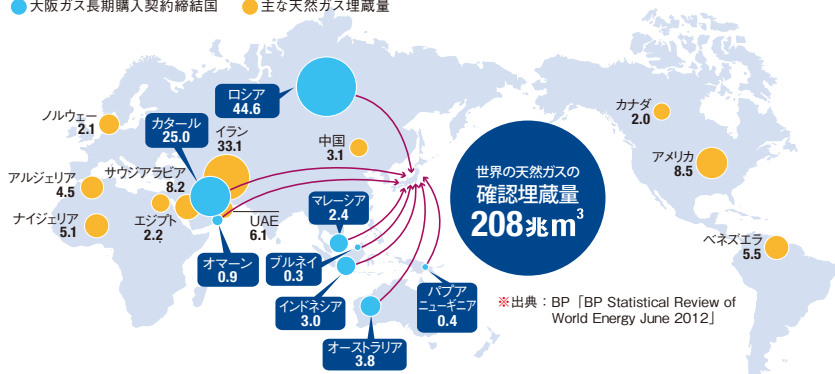 大阪ガス長期購入契約締結国
主な天然ガス埋蔵量
ロシア
44.6
ノルウェー
2.1
カタール
25.0
イラン
33.1
中国
3.1
カナダ
2.0
アメリカ
8.5
アルジェリア
4.5
サウジアラビア
8.2
ナイジェリア
5.1
エジプト
2.2
UAE
6.1
マレーシア
2.4
世界の天然ガスの
確認埋蔵量
208兆m³
ベネズエラ
5.5
オマーン
0.9
ブルネイ
0.3
インドネシア
3.0
パプア
ニューギニア
0.4
オーストラリア
3.8
※出典：BP「BP Statistical Review of
World Energy June 2012」